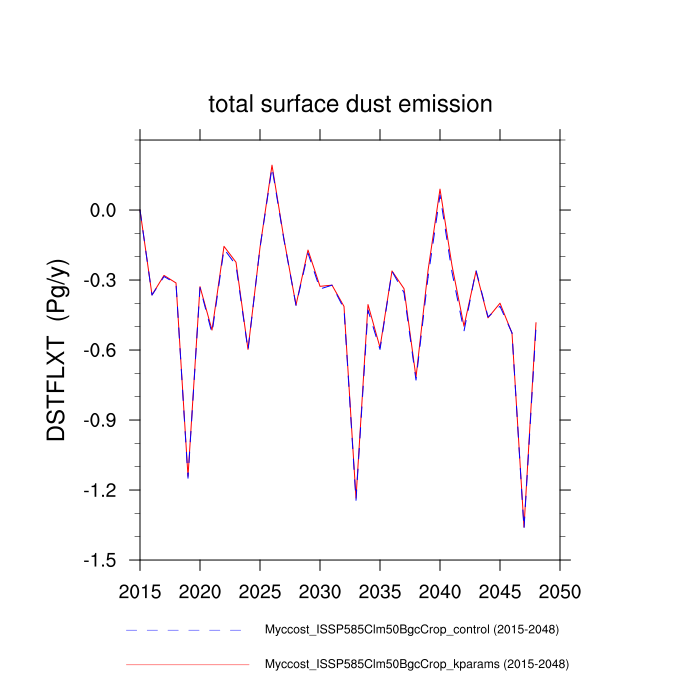 total surface dust emission
DSTFLXT (Pg/y)
0.0
-0.3
-0.6
-0.9
-1.2
-1.5
2015 2020 2025 2030 2035 2040 2045 2050
Myccost_ISSP585Clm50BgcCrop_control (2015-2048)
Myccost_ISSP585Clm50BgcCrop_kparams (2015-2048)